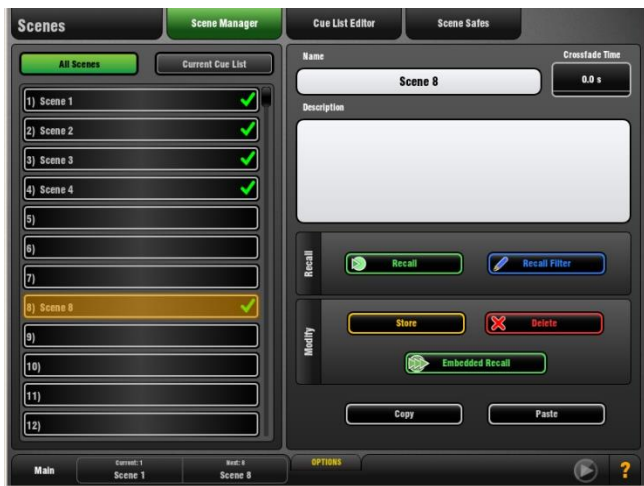 Scenes
Scene Manager
Cue List Editor
Scene Safes
All Scenes
Current Cue List
1) Scene 1
2) Scene 2
3) Scene 3
4) Scene 4
5)
6)
7)
8) Scene 8
9)
10)
11)
12)
Name
Crossfade Time
Scene 8
0.0 s
Description
Recall
Recall
Recall Filter
Modify
Store
Delete
Embedded Recall
Copy
Paste
Main
Current: 1
Scene 1
Next: 8
Scene 8
OPTIONS
?